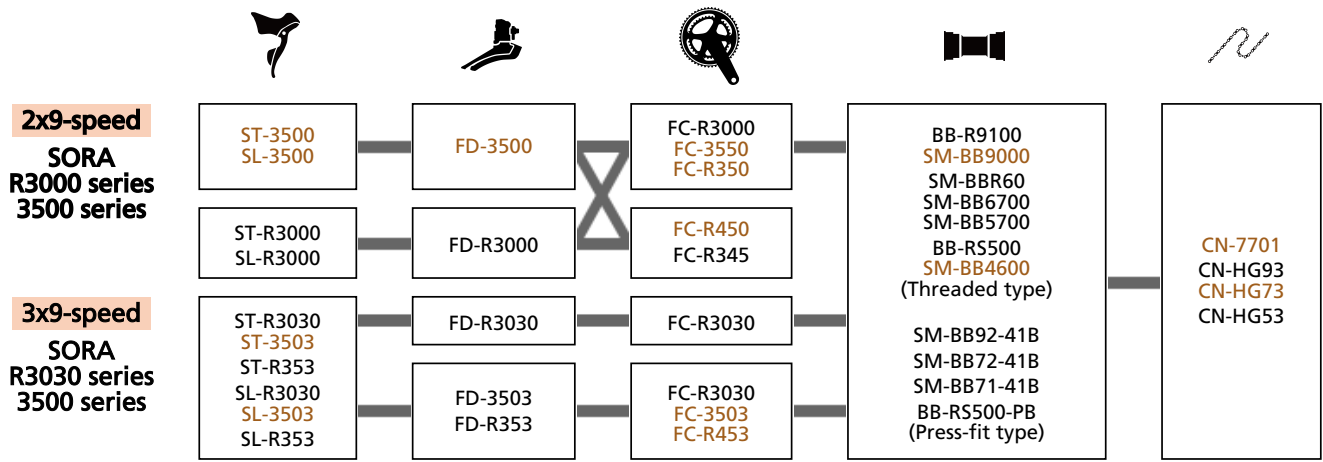 2x9-speed
SORA
R3000 series
3500 series
ST-3500
SL-3500
FD-3500
FC-R3000
FC-3550
FC-R350
ST-R3000
SL-R3000
FD-R3000
FC-R450
FC-R345
3x9-speed
SORA
R3030 series
3500 series
ST-R3030
ST-3503
ST-R353
SL-R3030
SL-3503
SL-R353
FD-R3030
FC-R3030
FD-3503
FD-R353
FC-R3030
FC-3503
FC-R453
BB-R9100
SM-BB9000
SM-BBR60
SM-BB6700
SM-BB5700
BB-RS500
SM-BB4600
(Threaded type)
SM-BB92-41B
SM-BB72-41B
SM-BB71-41B
BB-RS500-PB
(Press-fit type)
CN-7701
CN-HG93
CN-HG73
CN-HG53